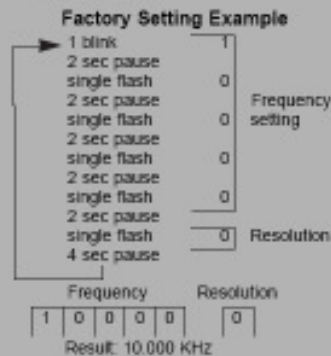 Factory Setting Example
1 blink 1
2 sec pause
single flash 0
2 sec pause
single flash 0 Frequency
2 sec pause setting
single flash 0
2 sec pause
single flash 0
2 sec pause
single flash 0 Resolution
4 sec pause
Frequency Resolution
1 0 0 0 0 0
Result: 10.000 KHz